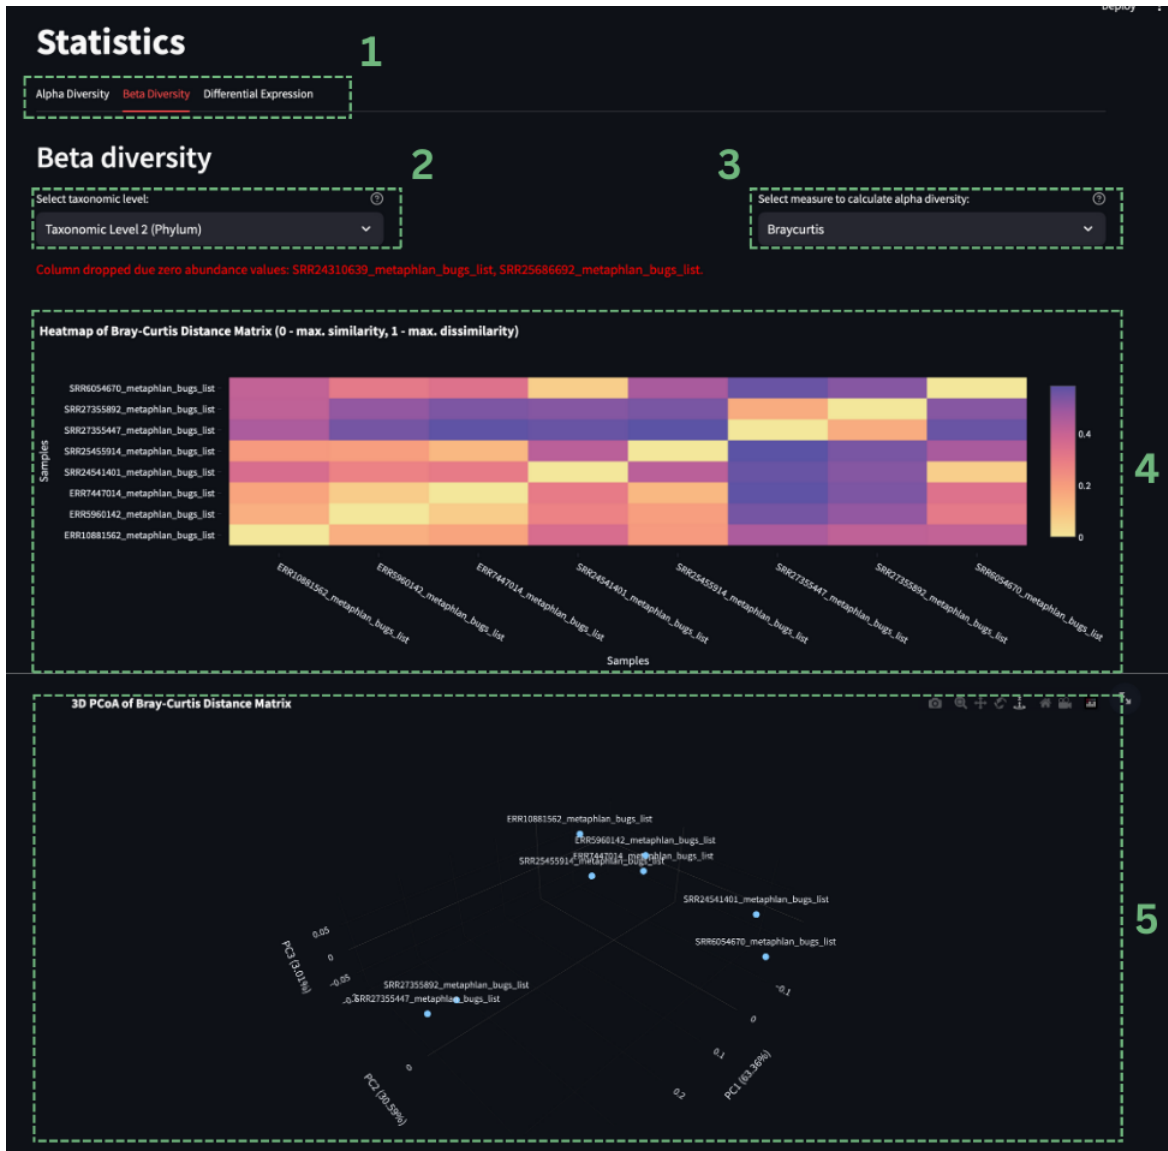 Deploy
Statistics
1
Alpha Diversity Beta Diversity Differential Expression
Beta diversity
2
3
Select taxonomic level:
Select measure to calculate alpha diversity:
Taxonomic Level 2 (Phylum)
Braycurtis
Column dropped due zero abundance values: SRR24310639_metaphlan_bugs_list, SRR25686692_metaphlan_bugs_list.
Heatmap of Bray-Curtis Distance Matrix (0 - max. similarity, 1 - max. dissimilarity)
SRR6054670_metaphlan_bugs_list
SRR27355892_metaphlan_bugs_list
SRR27355447_metaphlan_bugs_list
SRR25455914_metaphlan_bugs_list
SRR24541401_metaphlan_bugs_list
ERR7447014_metaphlan_bugs_list
ERR5960142_metaphlan_bugs_list
ERR10881562_metaphlan_bugs_list
Samples
0.4
0.2
0
4
ERR10881562_metaphlan_bugs_list
ERR5960142_metaphlan_bugs_list
ERR7447014_metaphlan_bugs_list
SRR24541401_metaphlan_bugs_list
SRR25455914_metaphlan_bugs_list
SRR27355447_metaphlan_bugs_list
SRR27355892_metaphlan_bugs_list
SRR6054670_metaphlan_bugs_list
Samples
3D PCoA of Bray-Curtis Distance Matrix
ERR10881562_metaphlan_bugs_list
ERR5960142_metaphlan_bugs_list
ERR7447014_metaphlan_bugs_list
SRR25455914_metaphlan_bugs_list
SRR24541401_metaphlan_bugs_list
5
SRR6054670_metaphlan_bugs_list
0.05
0
-0.05
PC3 (3.01%)
SRR27355892_metaphlan_bugs_list
SRR27355447_metaphlan_bugs_list
-0.1
0
0.1
0.2
PC1 (63.36%)
0
PC2 (30.59%)